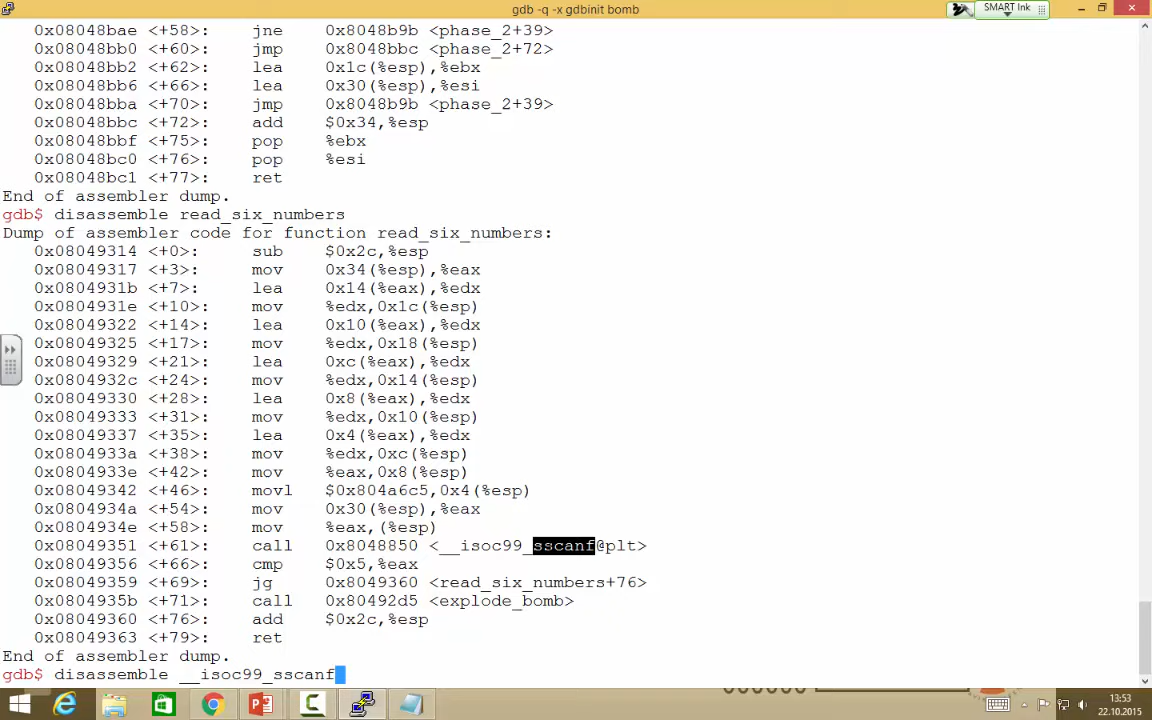 gdb -q -x gdbinit bomb
SMART Ink
0x08048bae <+58>: jne 0x8048b9b <phase_2+39>
0x08048bb0 <+60>: jmp 0x8048bbc <phase_2+72>
0x08048bb2 <+62>: lea 0x1c(%esp),%ebx
0x08048bb6 <+66>: lea 0x30(%esp),%esi
0x08048bba <+70>: jmp 0x8048b9b <phase_2+39>
0x08048bbc <+72>: add $0x34,%esp
0x08048bbf <+75>: pop %ebx
0x08048bc0 <+76>: pop %esi
0x08048bc1 <+77>: ret
End of assembler dump.
gdb$ disassemble read_six_numbers
Dump of assembler code for function read_six_numbers:
0x08049314 <+0>: sub $0x2c,%esp
0x08049317 <+3>: mov 0x34(%esp),%eax
0x0804931b <+7>: lea 0x14(%eax),%edx
0x0804931e <+10>: mov %edx,0x1c(%esp)
0x08049322 <+14>: lea 0x10(%eax),%edx
0x08049325 <+17>: mov %edx,0x18(%esp)
0x08049329 <+21>: lea 0xc(%eax),%edx
0x0804932c <+24>: mov %edx,0x14(%esp)
0x08049330 <+28>: lea 0x8(%eax),%edx
0x08049333 <+31>: mov %edx,0x10(%esp)
0x08049337 <+35>: lea 0x4(%eax),%edx
0x0804933a <+38>: mov %edx,0xc(%esp)
0x0804933e <+42>: mov %eax,0x8(%esp)
0x08049342 <+46>: movl $0x804a6c5,0x4(%esp)
0x0804934a <+54>: mov 0x30(%esp),%eax
0x0804934e <+58>: mov %eax,(%esp)
0x08049351 <+61>: call 0x8048850 <__isoc99_sscanf@plt>
0x08049356 <+66>: cmp $0x5,%eax
0x08049359 <+69>: jg 0x8049360 <read_six_numbers+76>
0x0804935b <+71>: call 0x80492d5 <explode_bomb>
0x08049360 <+76>: add $0x2c,%esp
0x08049363 <+79>: ret
End of assembler dump.
gdb$ disassemble __isoc99_sscanf
13:53
22.10.2015